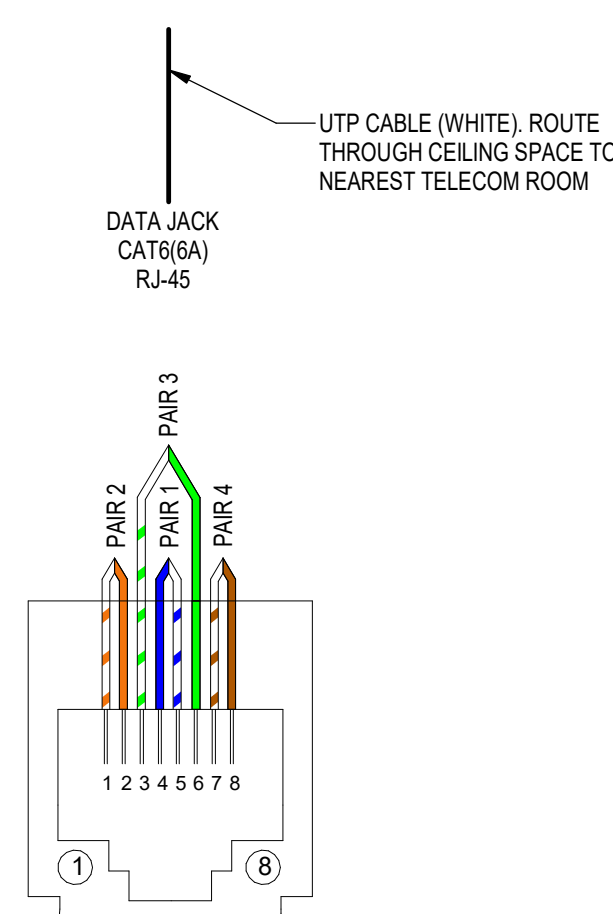 UTP CABLE (WHITE). ROUTE
THROUGH CEILING SPACE TO
NEAREST TELECOM ROOM
DATA JACK
CAT6(6A)
RJ-45
PAIR 3
PAIR 2
PAIR 1
PAIR 4
1 2 3 4 5 6 7 8
1
8